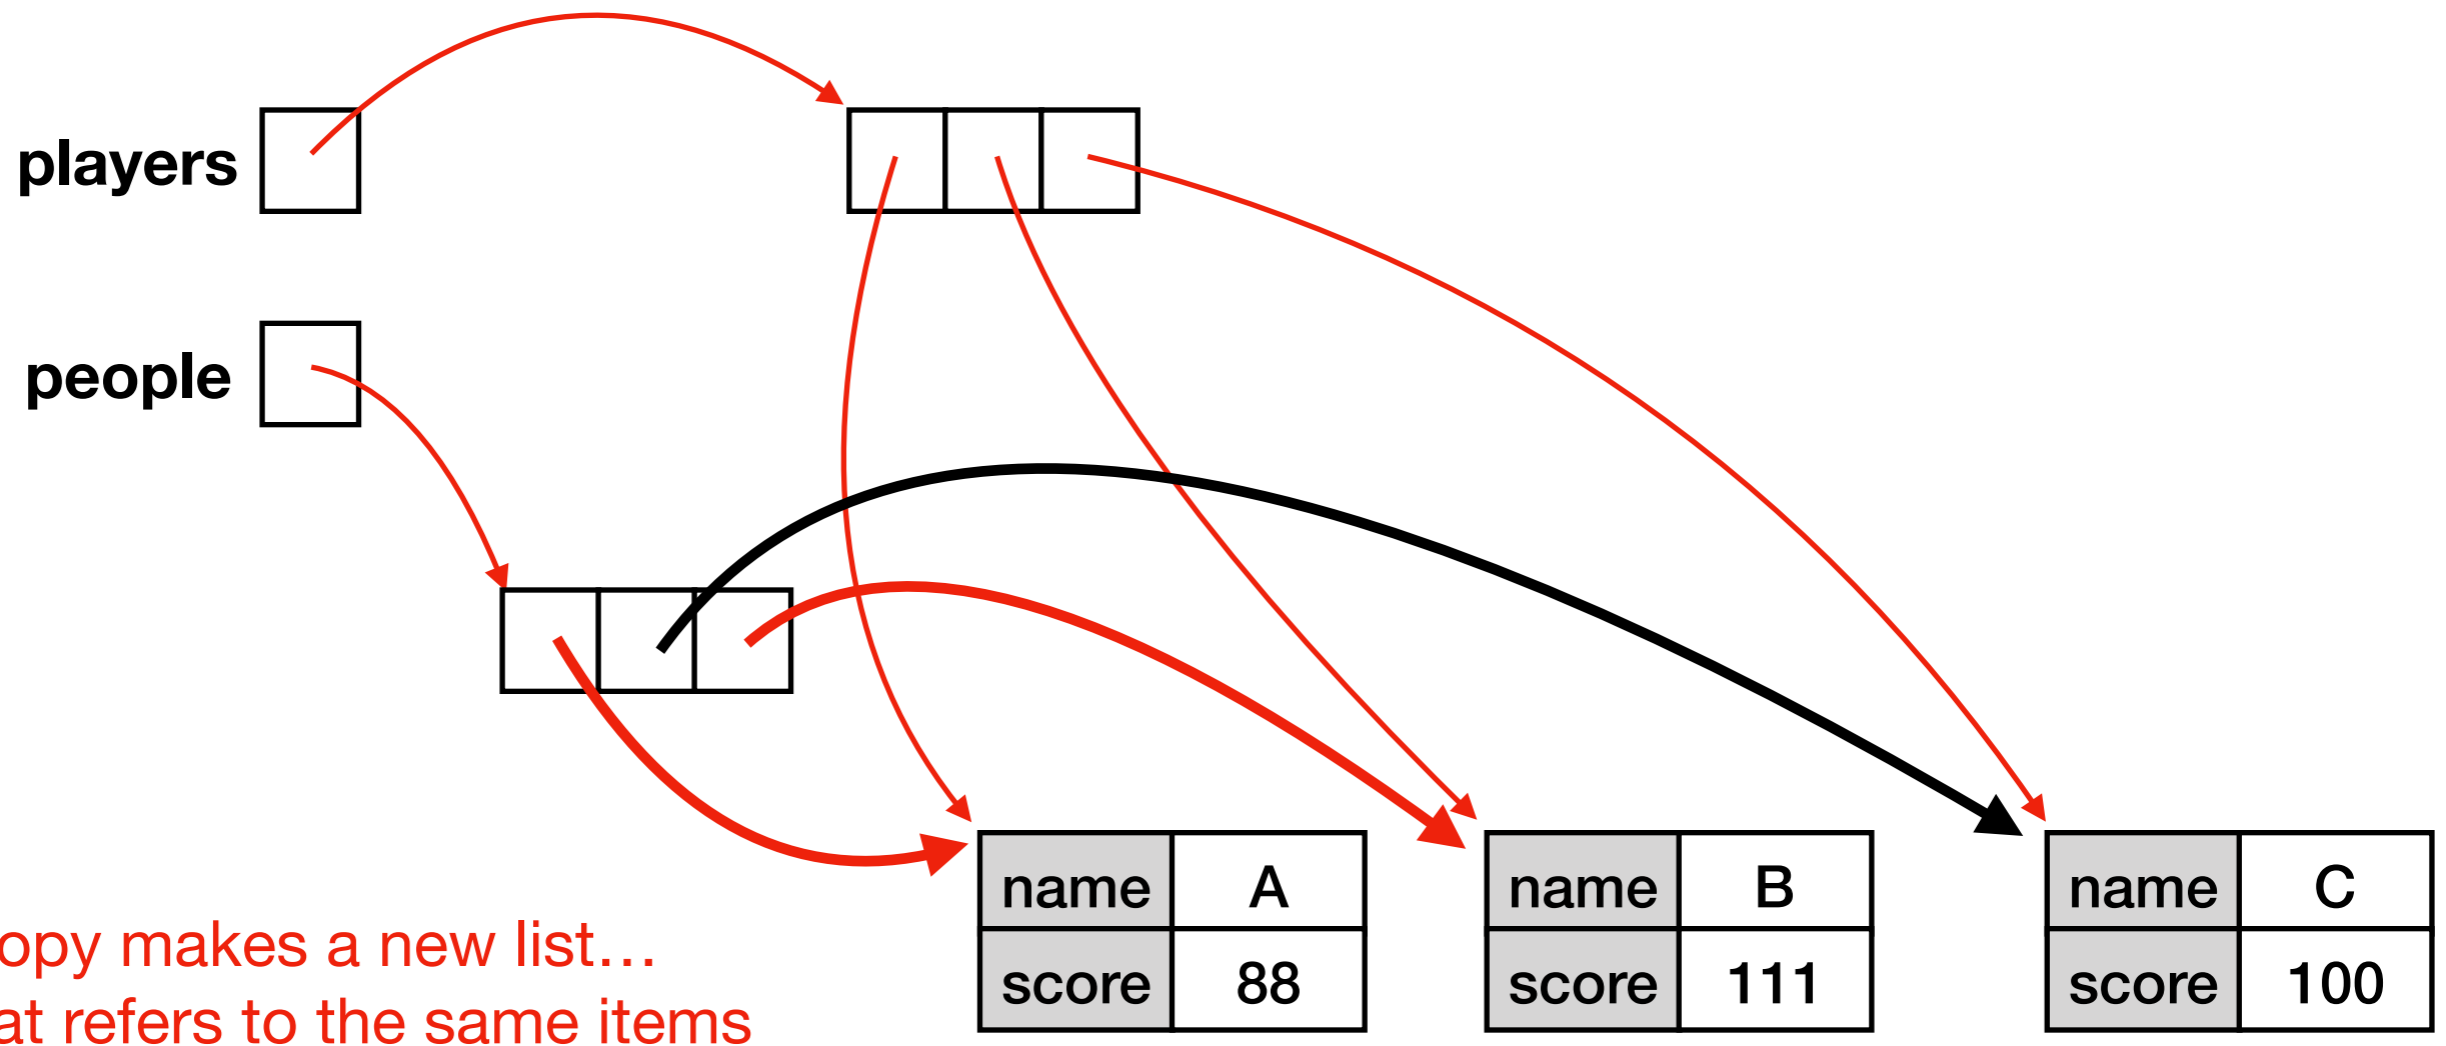 players
people
name A
score 88
name B
score 111
name C
score 100
opy makes a new list...
at refers to the same items